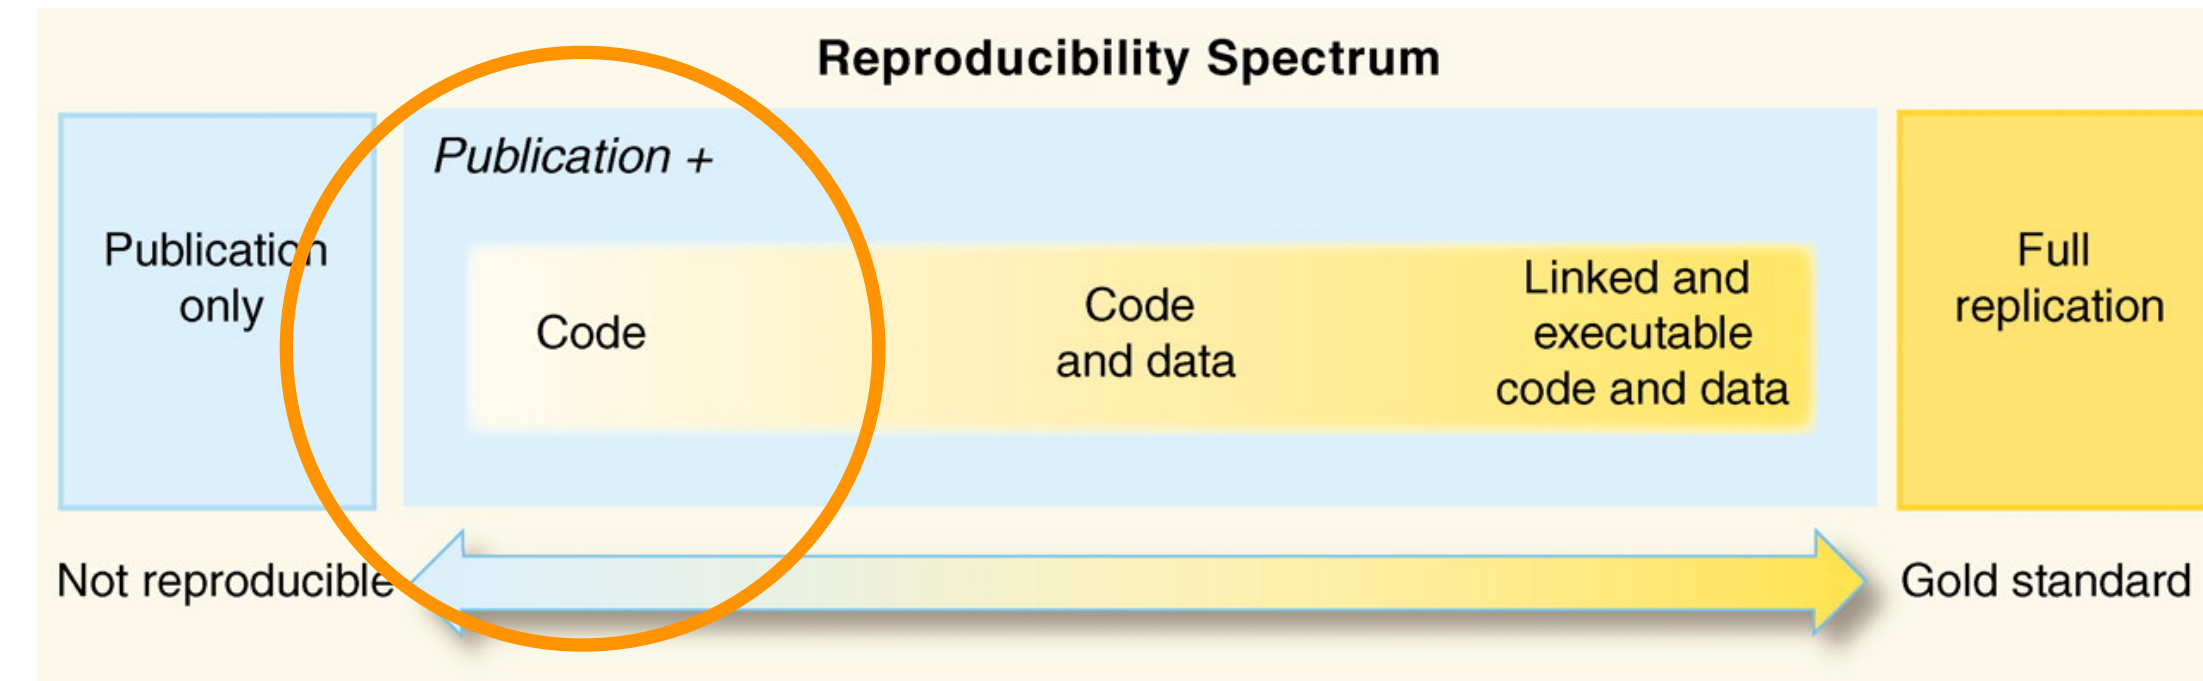 Reproducibility Spectrum
Publication
only
Publication +
Code
Code
and data
Linked and
executable
code and data
Full
replication
Not reproducible
Gold standard